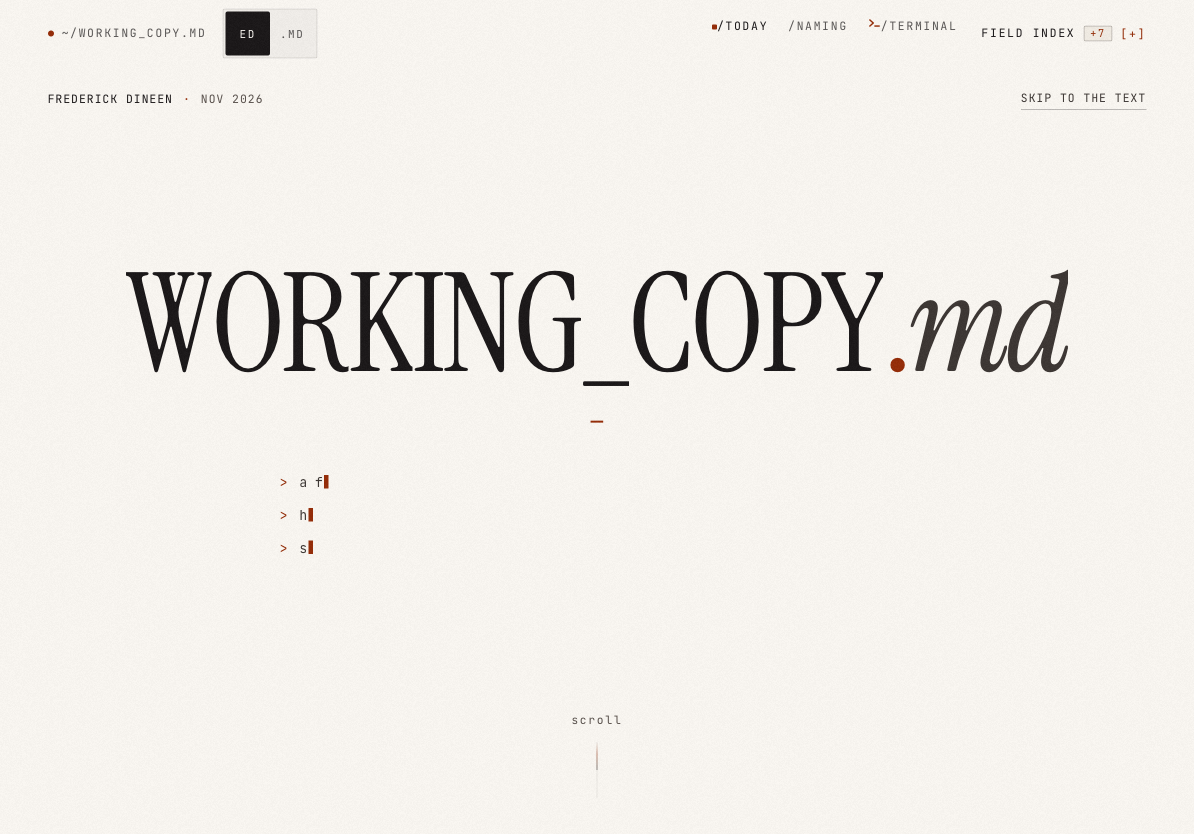 ~/WORKING_COPY.MD ED .MD /TODAY /NAMING /TERMINAL FIELD INDEX +7 [+]
FREDERICK DINEEN · NOV 2026 SKIP TO THE TEXT
WORKING_COPY.md
> a f
> h
> s
scroll